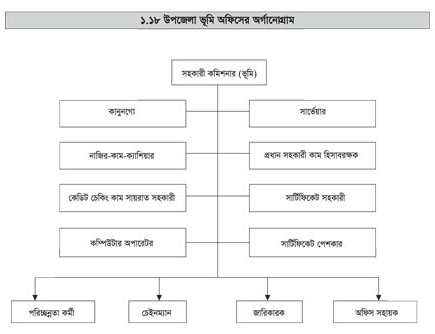 ১.১৮ উপজেলা ভূমি অফিসের অর্গানোগ্রাম
সহকারী কমিশনার (ভূমি)
কানুনগো
সার্ভেয়ার
নাজির-কাম-ক্যাশিয়ার
প্রধান সহকারী কাম হিসাবরক্ষক
ক্রেডিট চেকিং কাম সায়রাত সহকারী
সার্টিফিকেট সহকারী
কম্পিউটার অপারেটর
সার্টিফিকেট পেশকার
পরিচ্ছন্নতা কর্মী
চেইনম্যান
জারিকারক
অফিস সহায়ক